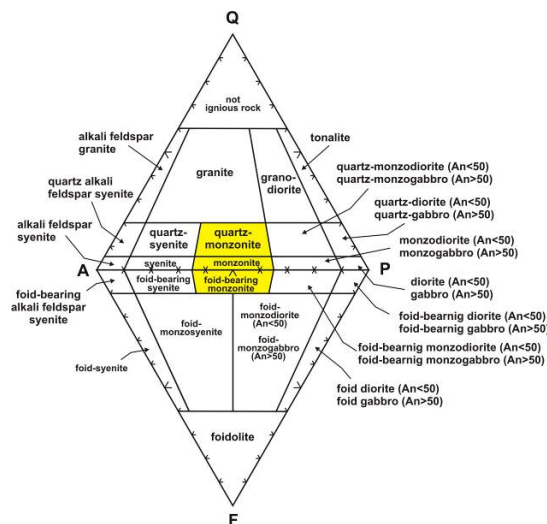 Q
not
ignious rock
alkali feldspar
granite
tonalite
granite
grano-
diorite
quartz-monzodiorite (An<50)
quartz-monzogabbro (An>50)
quartz alkali
feldspar syenite
quartz-diorite (An<50)
quartz-gabbro (An>50)
quartz-
syenite
quartz-
monzonite
alkali feldspar
syenite
monzodiorite (An<50)
monzogabbro (An>50)
syenite
monzonite
A
P
foid-bearing
syenite
foid-bearing
monzonite
diorite (An<50)
gabbro (An>50)
foid-bearing
alkali feldspar
syenite
foid-bearnig diorite (An<50)
foid-bearnig gabbro (An>50)
foid-
monzosyenite
foid-
monzodiorite
(An<50)
foid-
monzogabbro
(An>50)
foid-bearnig monzodiorite (An<50)
foid-bearnig monzogabbro (An>50)
foid-syenite
foid diorite (An<50)
foid gabbro (An>50)
foidolite
F